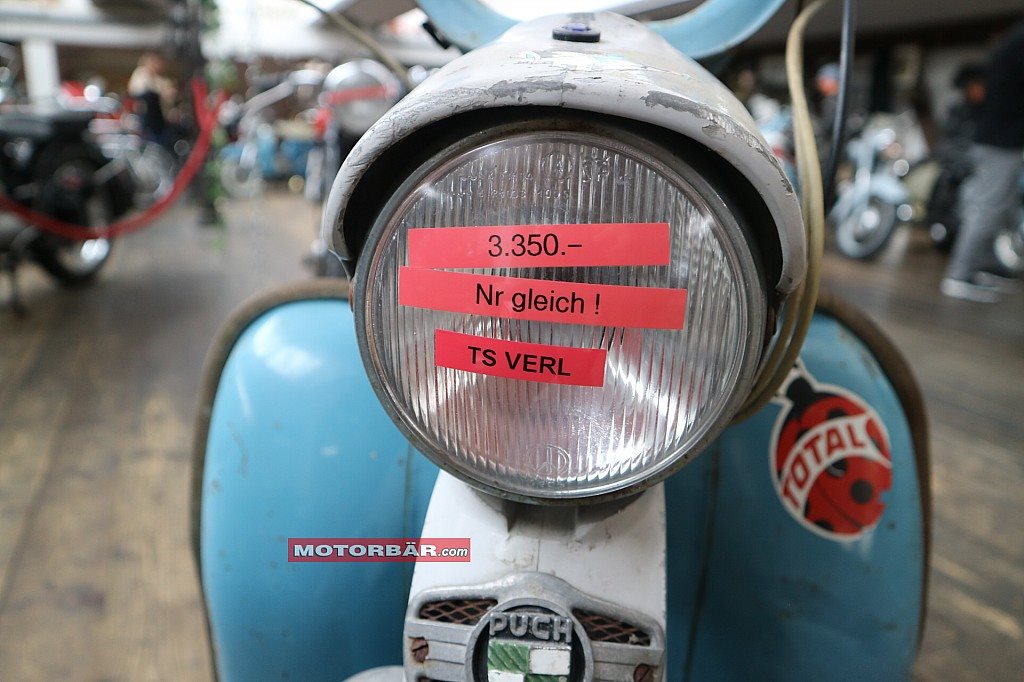 3.350.–
Nr gleich !
TS VERL
TOTAL
MOTORBÄR.com
PUCH